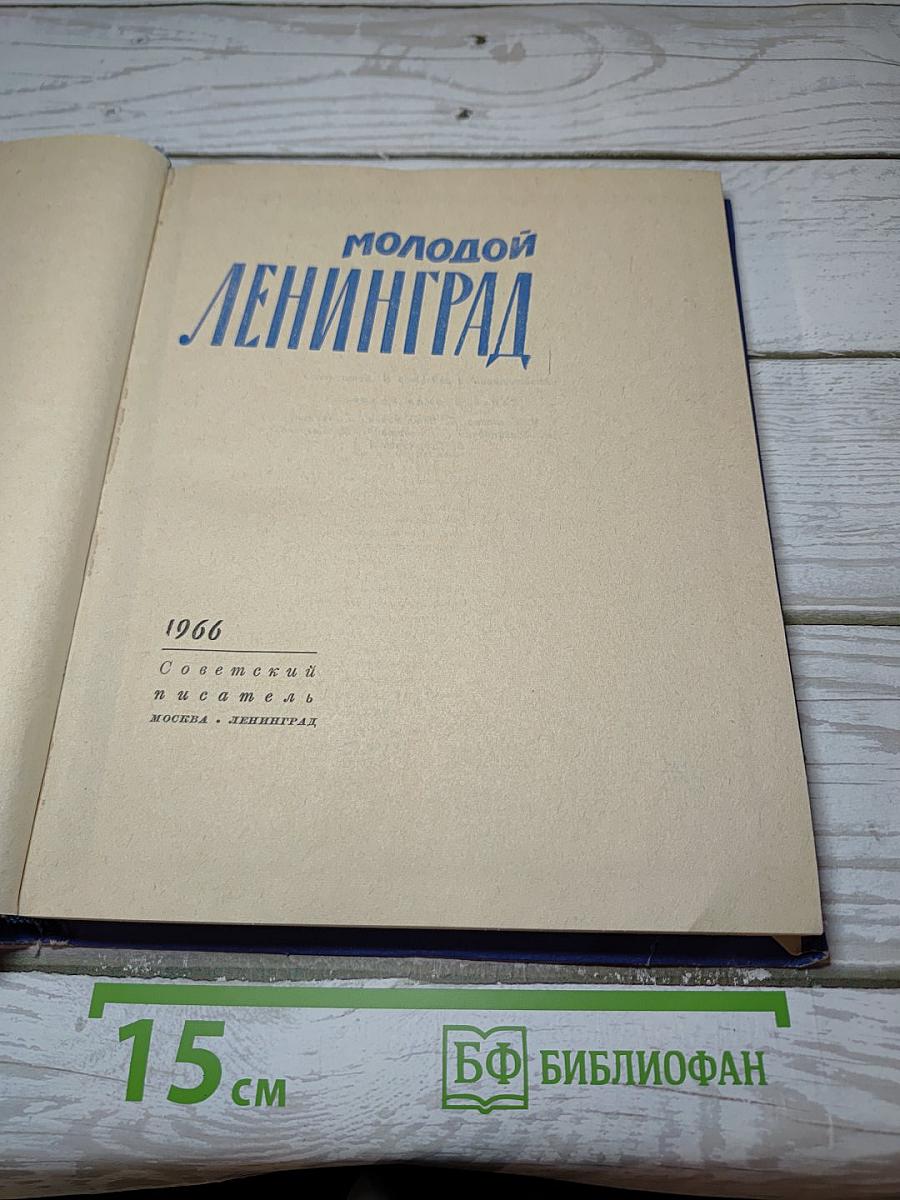 МОЛОДОЙ
ЛЕНИНГРАД
1966
Советский
писатель
МОСКВА • ЛЕНИНГРАД
15 см
БФ БИБЛИОФАН